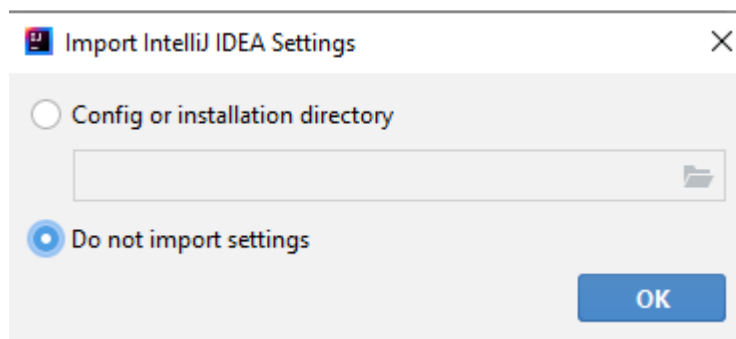 Import IntelliJ IDEA Settings
Config or installation directory
Do not import settings
OK